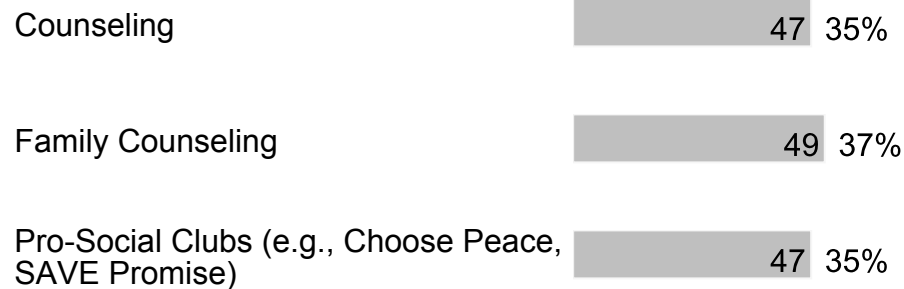 Counseling 47 35%
Family Counseling 49 37%
Pro-Social Clubs (e.g., Choose Peace,
SAVE Promise) 47 35%